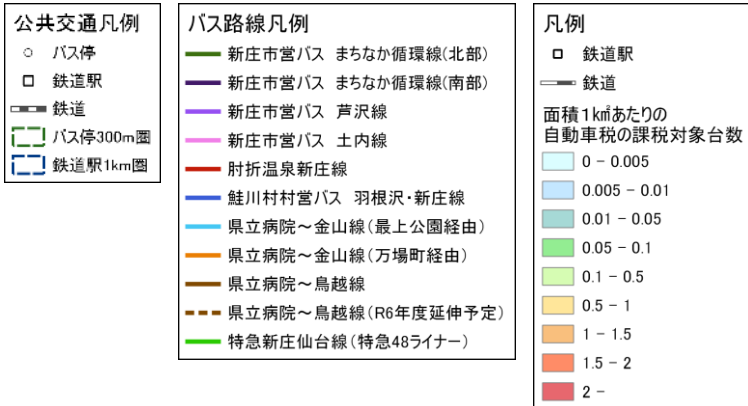 公共交通凡例
バス停
鉄道駅
鉄道
バス停300m圏
鉄道駅1km圏
バス路線凡例
新庄市営バス まちなか循環線(北部)
新庄市営バス まちなか循環線(南部)
新庄市営バス 芦沢線
新庄市営バス 土内線
肘折温泉新庄線
鮭川村村営バス 羽根沢・新庄線
県立病院～金山線(最上公園経由)
県立病院～金山線(万場町経由)
県立病院～鳥越線
県立病院～鳥越線(R6年度延伸予定)
特急新庄仙台線(特急48ライナー)
凡例
鉄道駅
鉄道
面積1k㎡あたりの
自動車税の課税対象台数
0 - 0.005
0.005 - 0.01
0.01 - 0.05
0.05 - 0.1
0.1 - 0.5
0.5 - 1
1 - 1.5
1.5 - 2
2 -